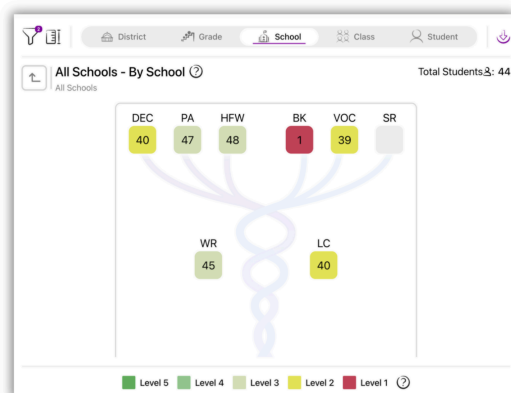 2
District Grade School Class Student
All Schools - By School ?
Total Students: 44
All Schools
DEC PA HFW BK VOC SR
40 47 48 1 39
WR LC
45 40
Level 5 Level 4 Level 3 Level 2 Level 1 ?